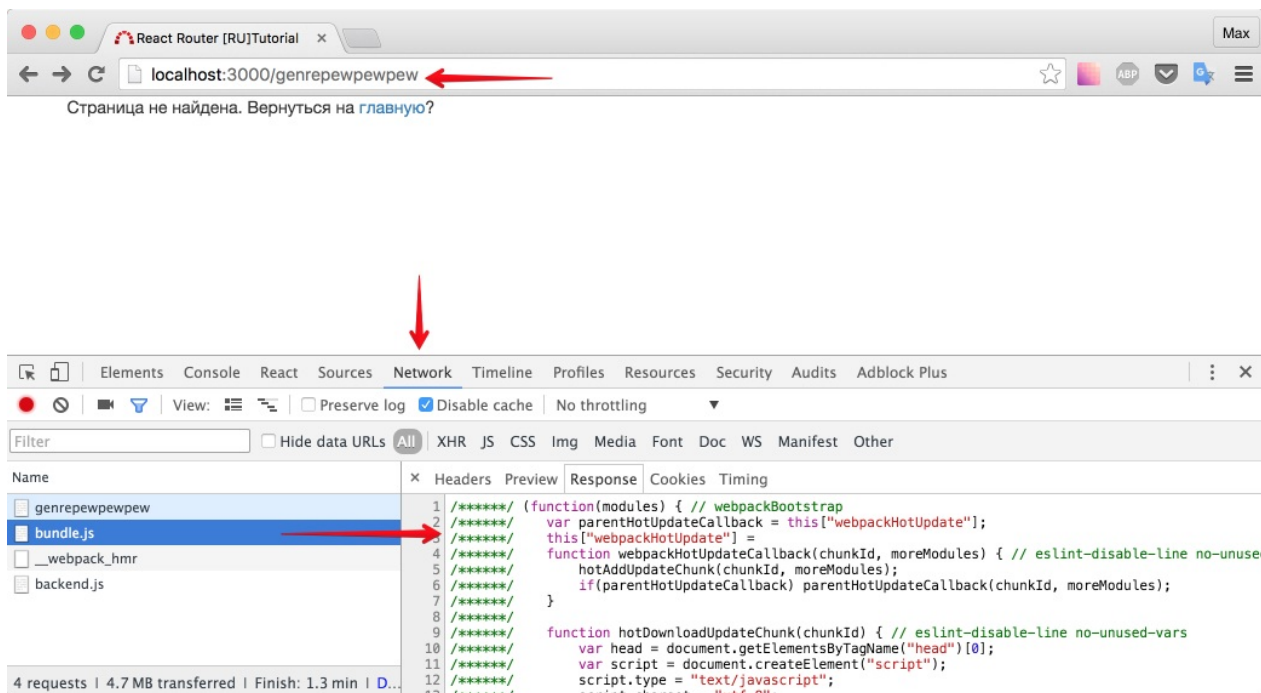 React Router [RU]Tutorial ×
Max
localhost:3000/genrepewpewpew
ABP
Страница не найдена. Вернуться на главную?
Elements Console React Sources Network Timeline Profiles Resources Security Audits Adblock Plus
View: Preserve log Disable cache No throttling
Filter Hide data URLs All XHR JS CSS Img Media Font Doc WS Manifest Other
Name
genrepewpewpew
bundle.js
__webpack_hmr
backend.js
4 requests | 4.7 MB transferred | Finish: 1.3 min | D...
× Headers Preview Response Cookies Timing
1 /******/ (function(modules) { // webpackBootstrap
2 /******/ var parentHotUpdateCallback = this["webpackHotUpdate"];
3 /******/ this["webpackHotUpdate"] =
4 /******/ function webpackHotUpdateCallback(chunkId, moreModules) { // eslint-disable-line no-unuse
5 /******/ hotAddUpdateChunk(chunkId, moreModules);
6 /******/ if(parentHotUpdateCallback) parentHotUpdateCallback(chunkId, moreModules);
7 /******/ }
8 /******/
9 /******/ function hotDownloadUpdateChunk(chunkId) { // eslint-disable-line no-unused-vars
10 /******/ var head = document.getElementsByTagName("head")[0];
11 /******/ var script = document.createElement("script");
12 /******/ script.type = "text/javascript";